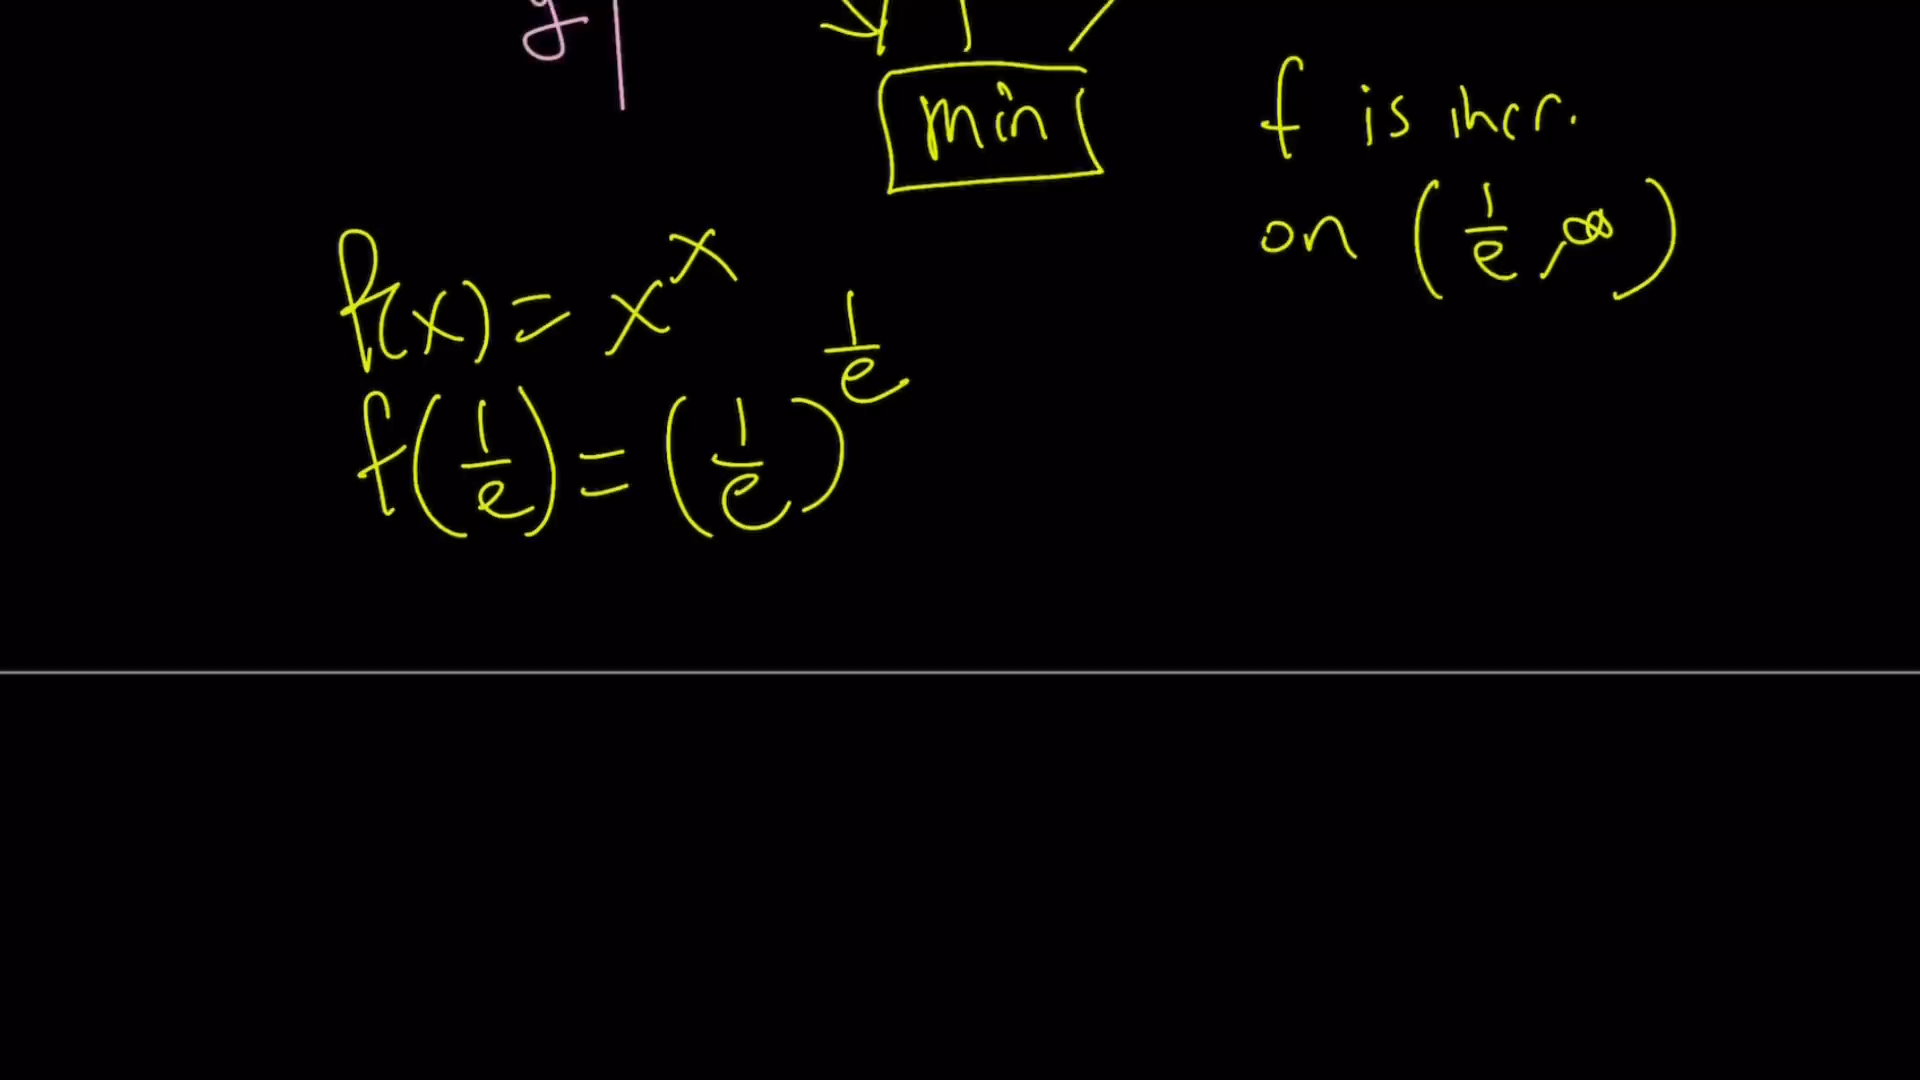 y
min
f is incr.
on (1/e, ∞)
f(x) = x^x
f(1/e) = (1/e)^(1/e)